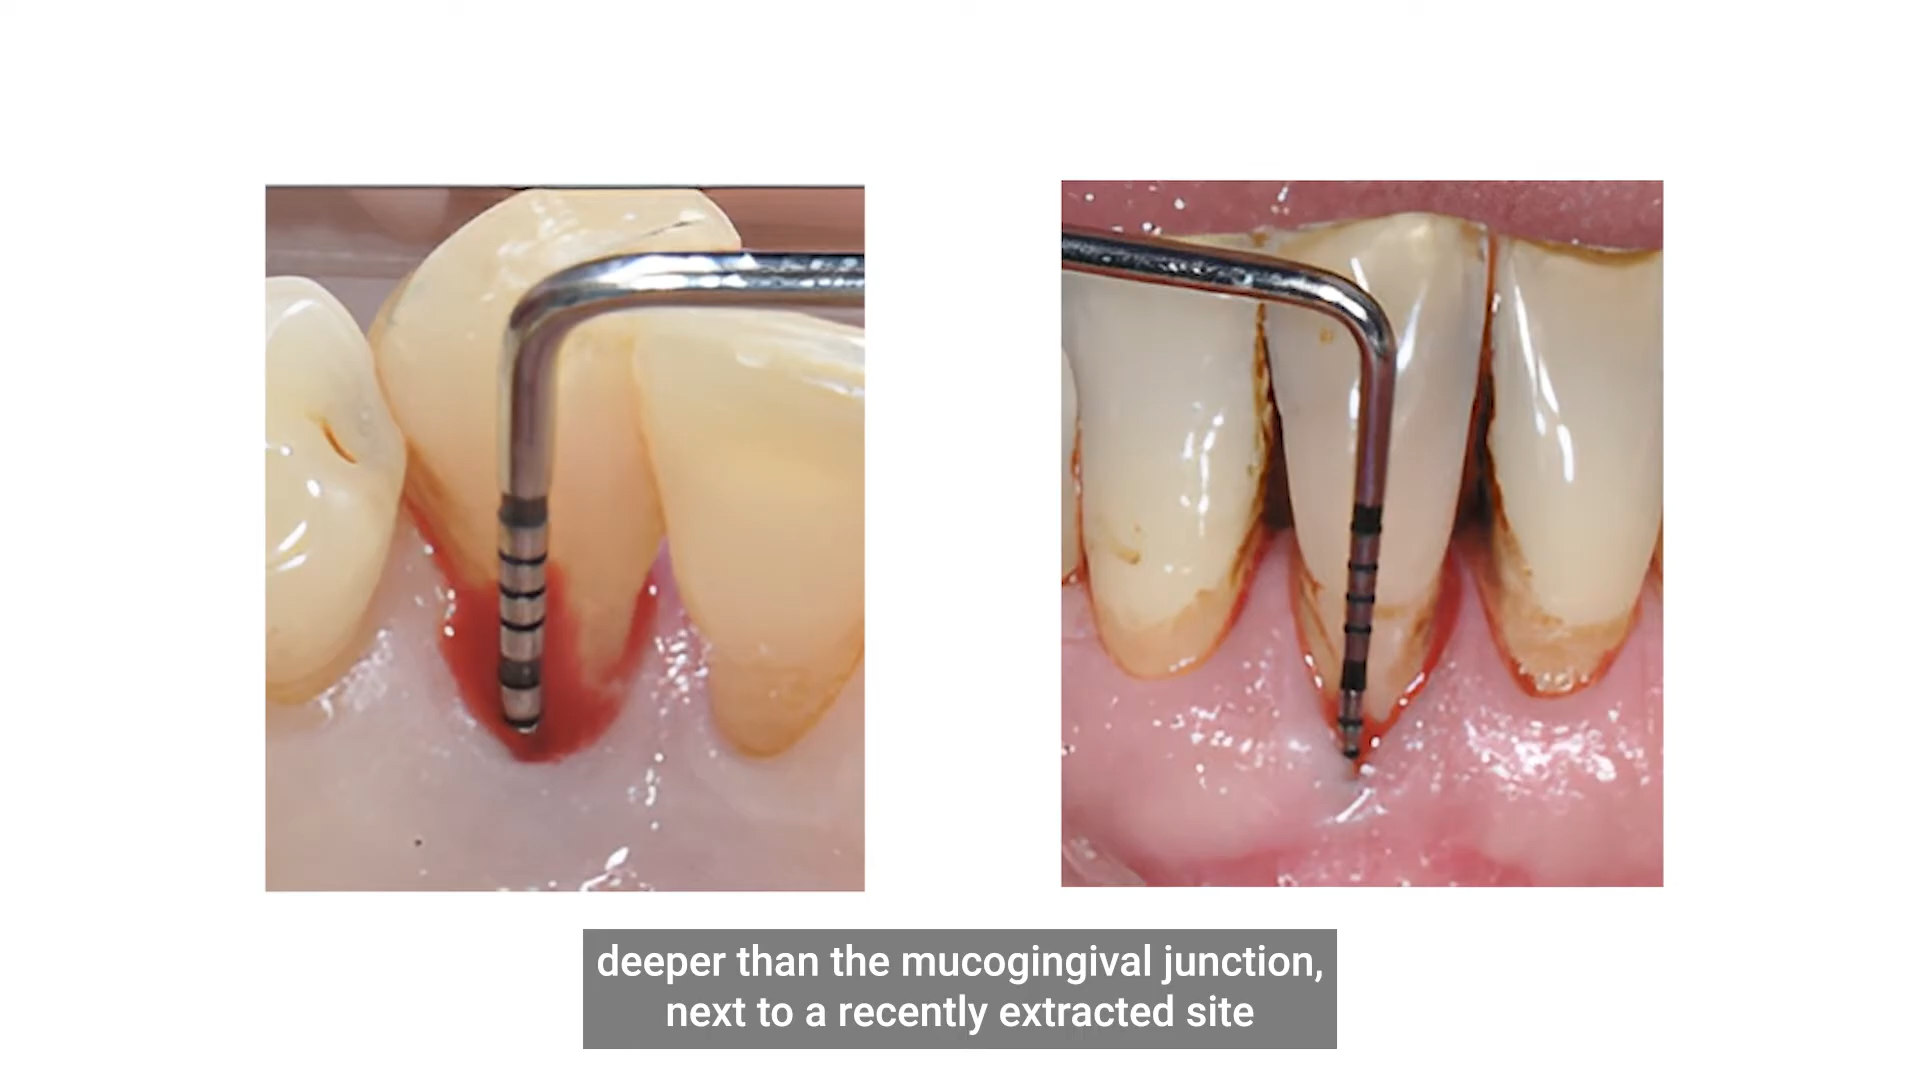 deeper than the mucogingival junction,
next to a recently extracted site